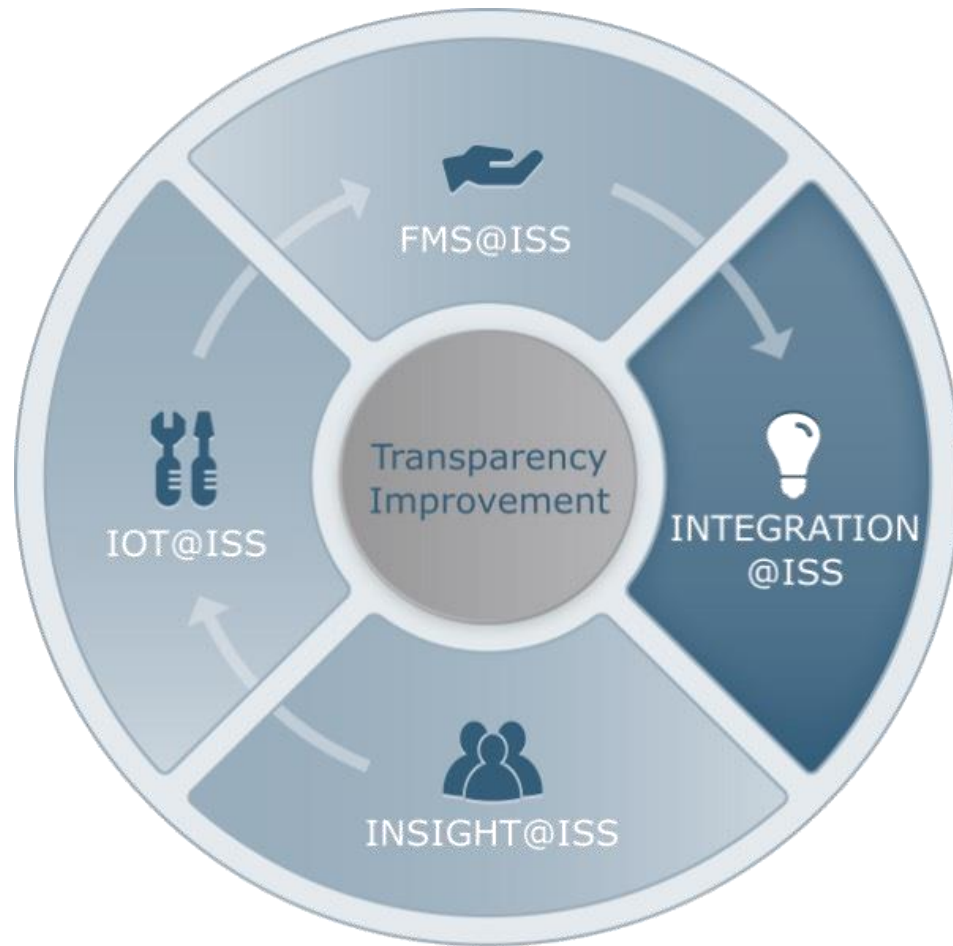 FMS@ISS
Transparency
Improvement
INTEGRATION
@ISS
IOT@ISS
INSIGHT@ISS